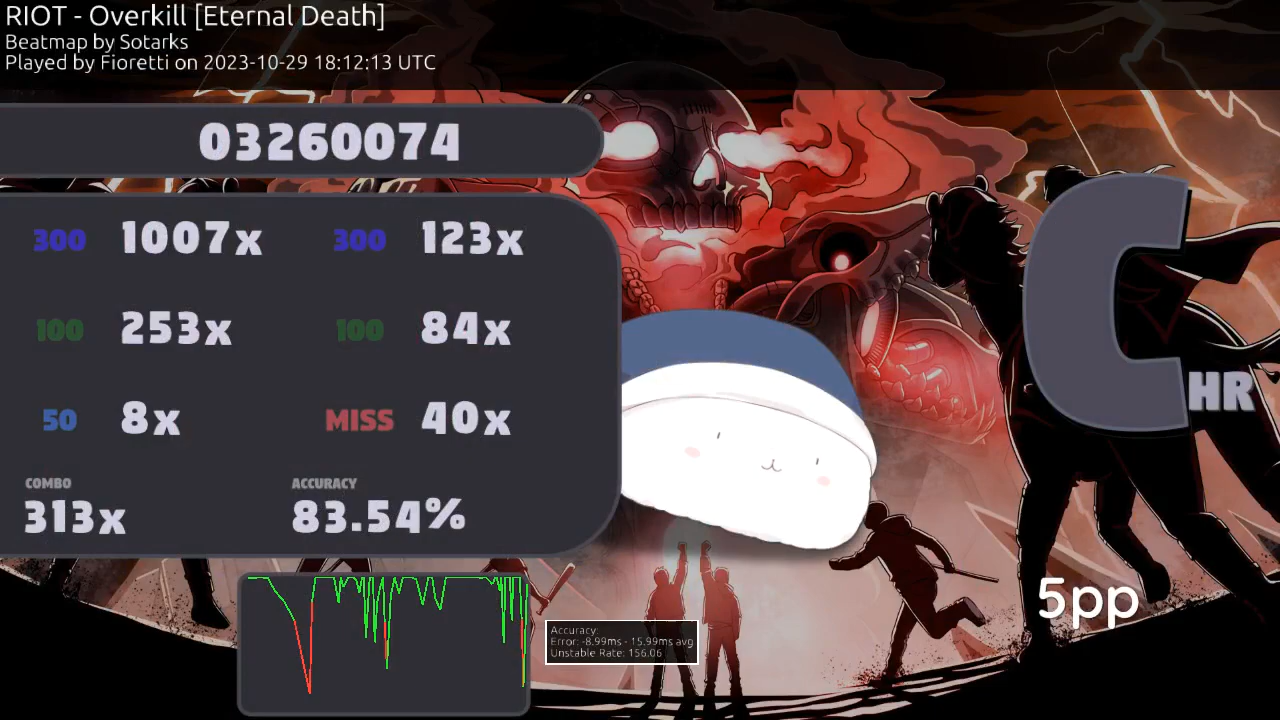 RIOT - Overkill [Eternal Death]
Beatmap by Sotarks
Played by Fioretti on 2023-10-29 18:12:13 UTC
03260074
300 1007x 300 123x
100 253x 100 84x
50 8x MISS 40x
COMBO ACCURACY
313x 83.54%
C HR
5pp
Accuracy:
Error: -8.99ms - 15.99ms avg
Unstable Rate: 156.06